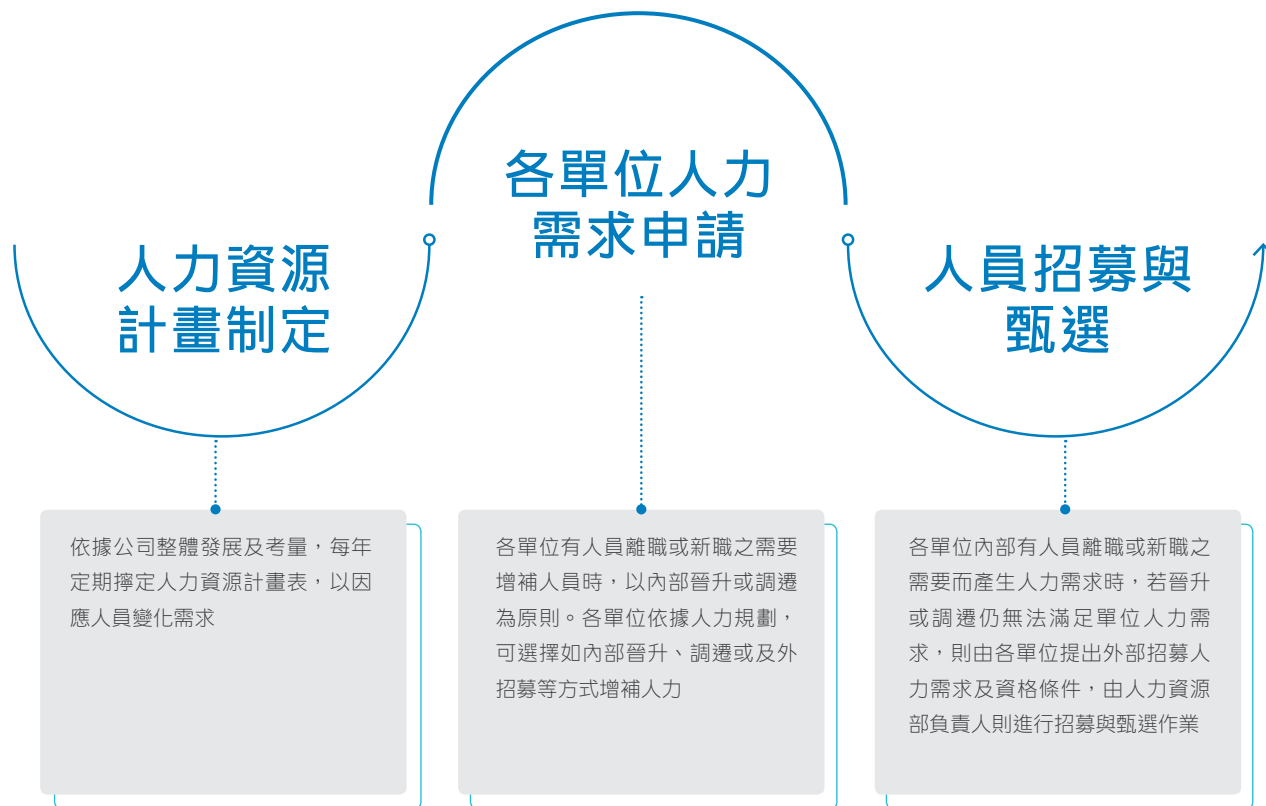 人力資源
計畫制定
各單位人力
需求申請
人員招募與
甄選
依據公司整體發展及考量，每年
定期擰定人力資源計畫表，以因
應人員變化需求
各單位有人員離職或新職之需要
增補人員時，以內部晉升或調遷
為原則。各單位依據人力規劃，
可選擇如內部晉升、調遷或及外
招募等方式增補人力
各單位內部有人員離職或新職之
需要而產生人力需求時，若晉升
或調遷仍無法滿足單位人力需
求，則由各單位提出外部招募人
力需求及資格條件，由人力資源
部負責人則進行招募與甄選作業